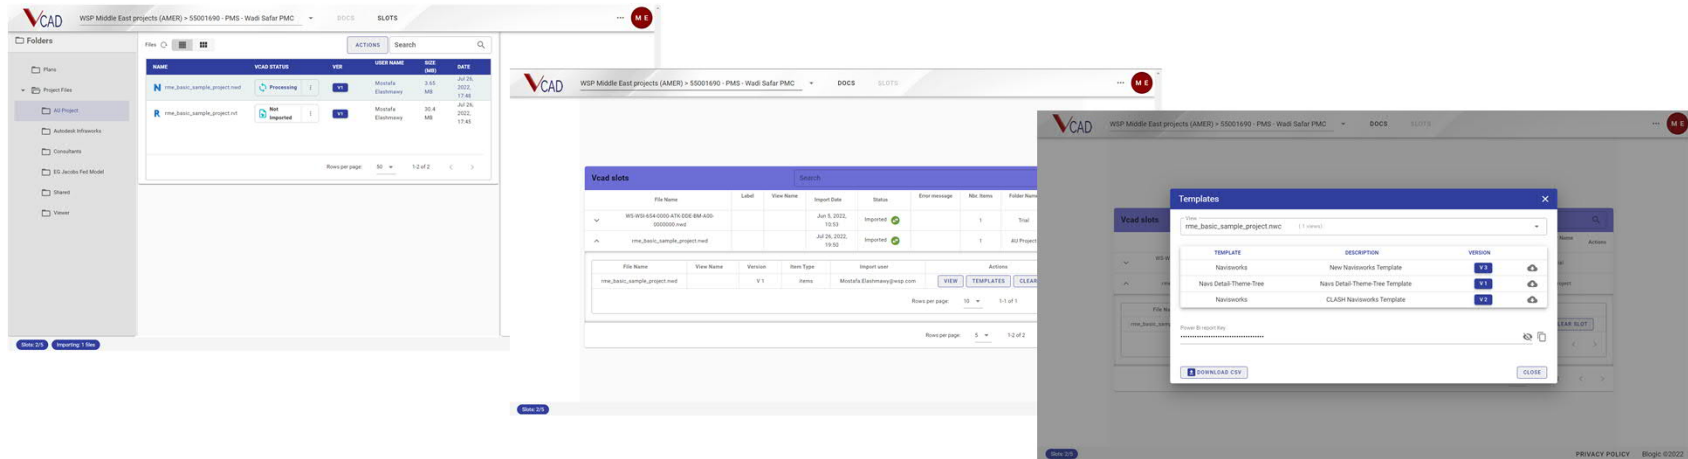 VCAD
WSP Middle East projects (AMER) > 55001690 - PMS - Wadi Safar PMC
DOCS
SLOTS
M E
Folders
Plans
Project Files
All Project
Autodesk Infraworks
Consultants
EG Jacobs Fed Model
Shared
Viewer
Files
ACTIONS
Search
NAME VCAD STATUS VER USER NAME SIZE (MB) DATE
rme_basic_sample_project.nwd Processing V1 Mostafa Elashmawy 3.65 MB Jul 26, 2022, 17:48
rme_basic_sample_project.rvt Not Imported V1 Mostafa Elashmawy 30.4 MB Jul 26, 2022, 17:45
Rows per page: 50 1-2 of 2
Slots: 2/5 Importing: 1 files
VCAD
WSP Middle East projects (AMER) > 55001690 - PMS - Wadi Safar PMC
DOCS
SLOTS
M E
Vcad slots
Search
File Name Label View Name Import Date Status Error message Nbr. Items Folder Name
WS-WSI-654-0000-ATK-DDE-BM-A00-0000000.nwd Jun 5, 2022, 10:53 Imported 1 Trial
rme_basic_sample_project.nwd Jul 26, 2022, 19:50 Imported 1 AU Project
File Name View Name Version Item Type Import user Actions
rme_basic_sample_project.nwd V 1 items Mostafa.Elashmawy@wsp.com VIEW TEMPLATES CLEAR
Rows per page: 10 1-1 of 1
Rows per page: 5 1-2 of 2
Slots: 2/5
VCAD
WSP Middle East projects (AMER) > 55001690 - PMS - Wadi Safar PMC
DOCS
SLOTS
M E
Vcad slots
Name Actions
Templates
View
rme_basic_sample_project.nwc (1 views)
TEMPLATE DESCRIPTION VERSION
Navisworks New Navisworks Template V 3
Navs Detail-Theme-Tree Navs Detail-Theme-Tree Template V 1
Navisworks CLASH Navisworks Template V 2
Power BI report Key
DOWNLOAD CSV
CLOSE
CLEAR SLOT
Slots: 2/5
PRIVACY POLICY Blogic ©2022